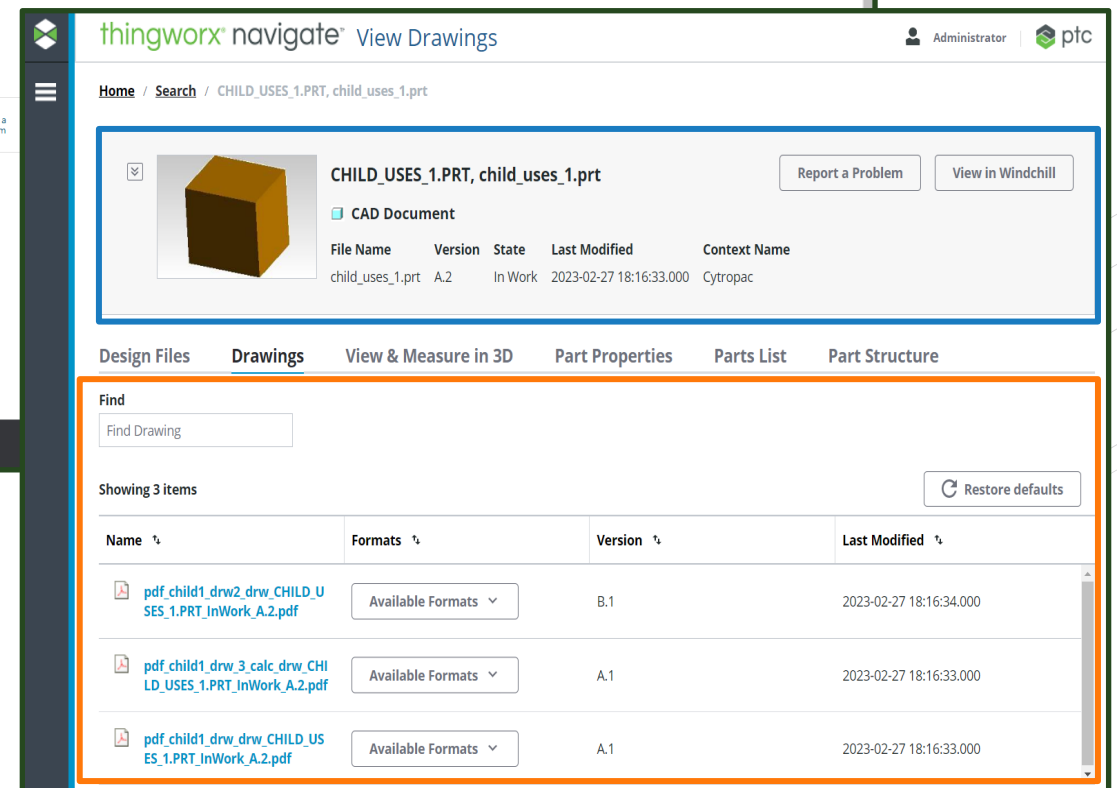 thingworx® navigate® View Drawings
Administrator
ptc
Home / Search / CHILD_USES_1.PRT, child_uses_1.prt
a
m
CHILD_USES_1.PRT, child_uses_1.prt
Report a Problem
View in Windchill
CAD Document
File Name Version State Last Modified Context Name
child_uses_1.prt A.2 In Work 2023-02-27 18:16:33.000 Cytropac
Design Files Drawings View & Measure in 3D Part Properties Parts List Part Structure
Find
Find Drawing
Showing 3 items
Restore defaults
Name Formats Version Last Modified
pdf_child1_drw2_drw_CHILD_U
SES_1.PRT_InWork_A.2.pdf
Available Formats
B.1
2023-02-27 18:16:34.000
pdf_child1_drw_3_calc_drw_CHI
LD_USES_1.PRT_InWork_A.2.pdf
Available Formats
A.1
2023-02-27 18:16:33.000
pdf_child1_drw_drw_CHILD_US
ES_1.PRT_InWork_A.2.pdf
Available Formats
A.1
2023-02-27 18:16:33.000